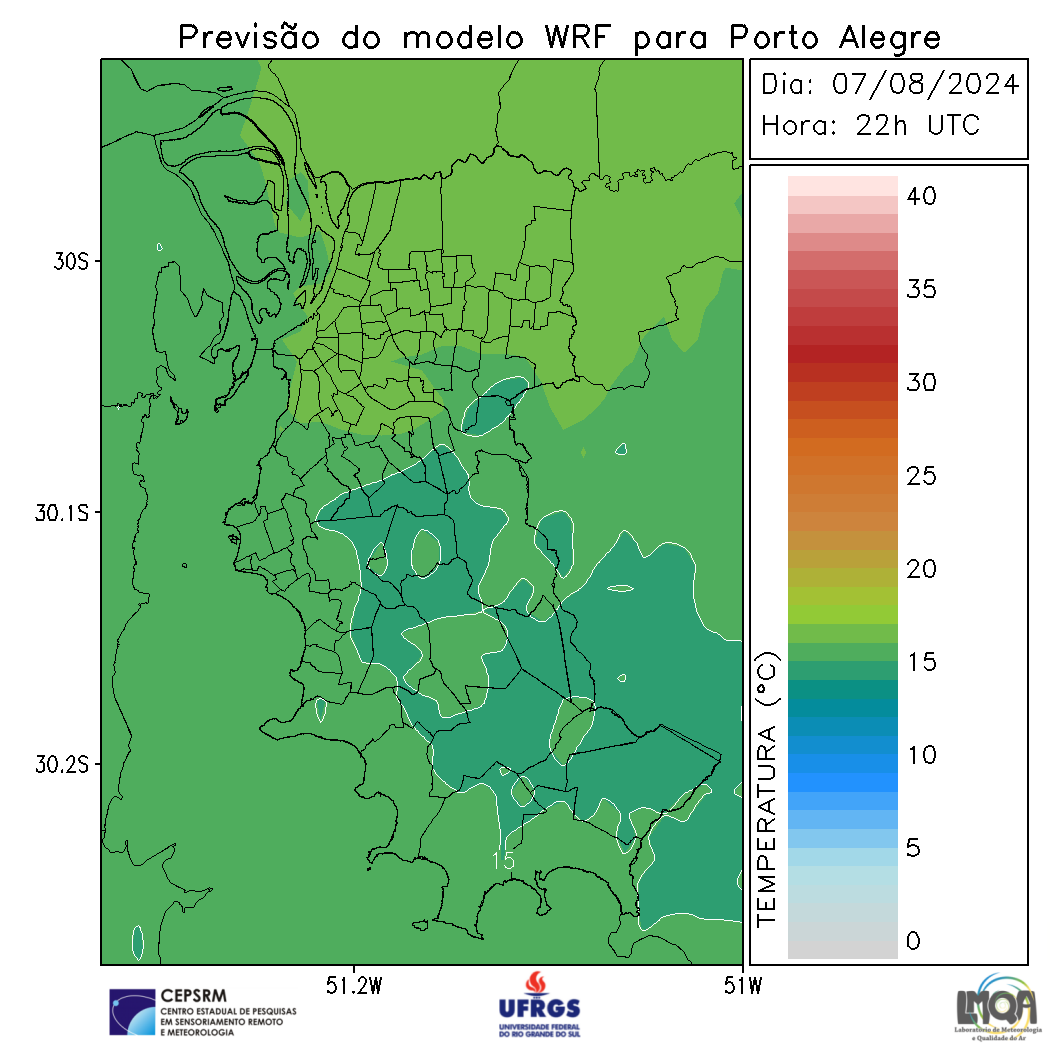 Previsão do modelo WRF para Porto Alegre
Dia: 07/08/2024
Hora: 22h UTC
40
35
30
25
20
15
10
5
0
TEMPERATURA (°C)
30S
30.1S
30.2S
15
51.2W
51W
CEPSRM
CENTRO ESTADUAL DE PESQUISAS
EM SENSORIAMENTO REMOTO
E METEOROLOGIA
UFRGS
UNIVERSIDADE FEDERAL
DO RIO GRANDE DO SUL
LMQA
Laboratório de Meteorologia
e Qualidade do Ar